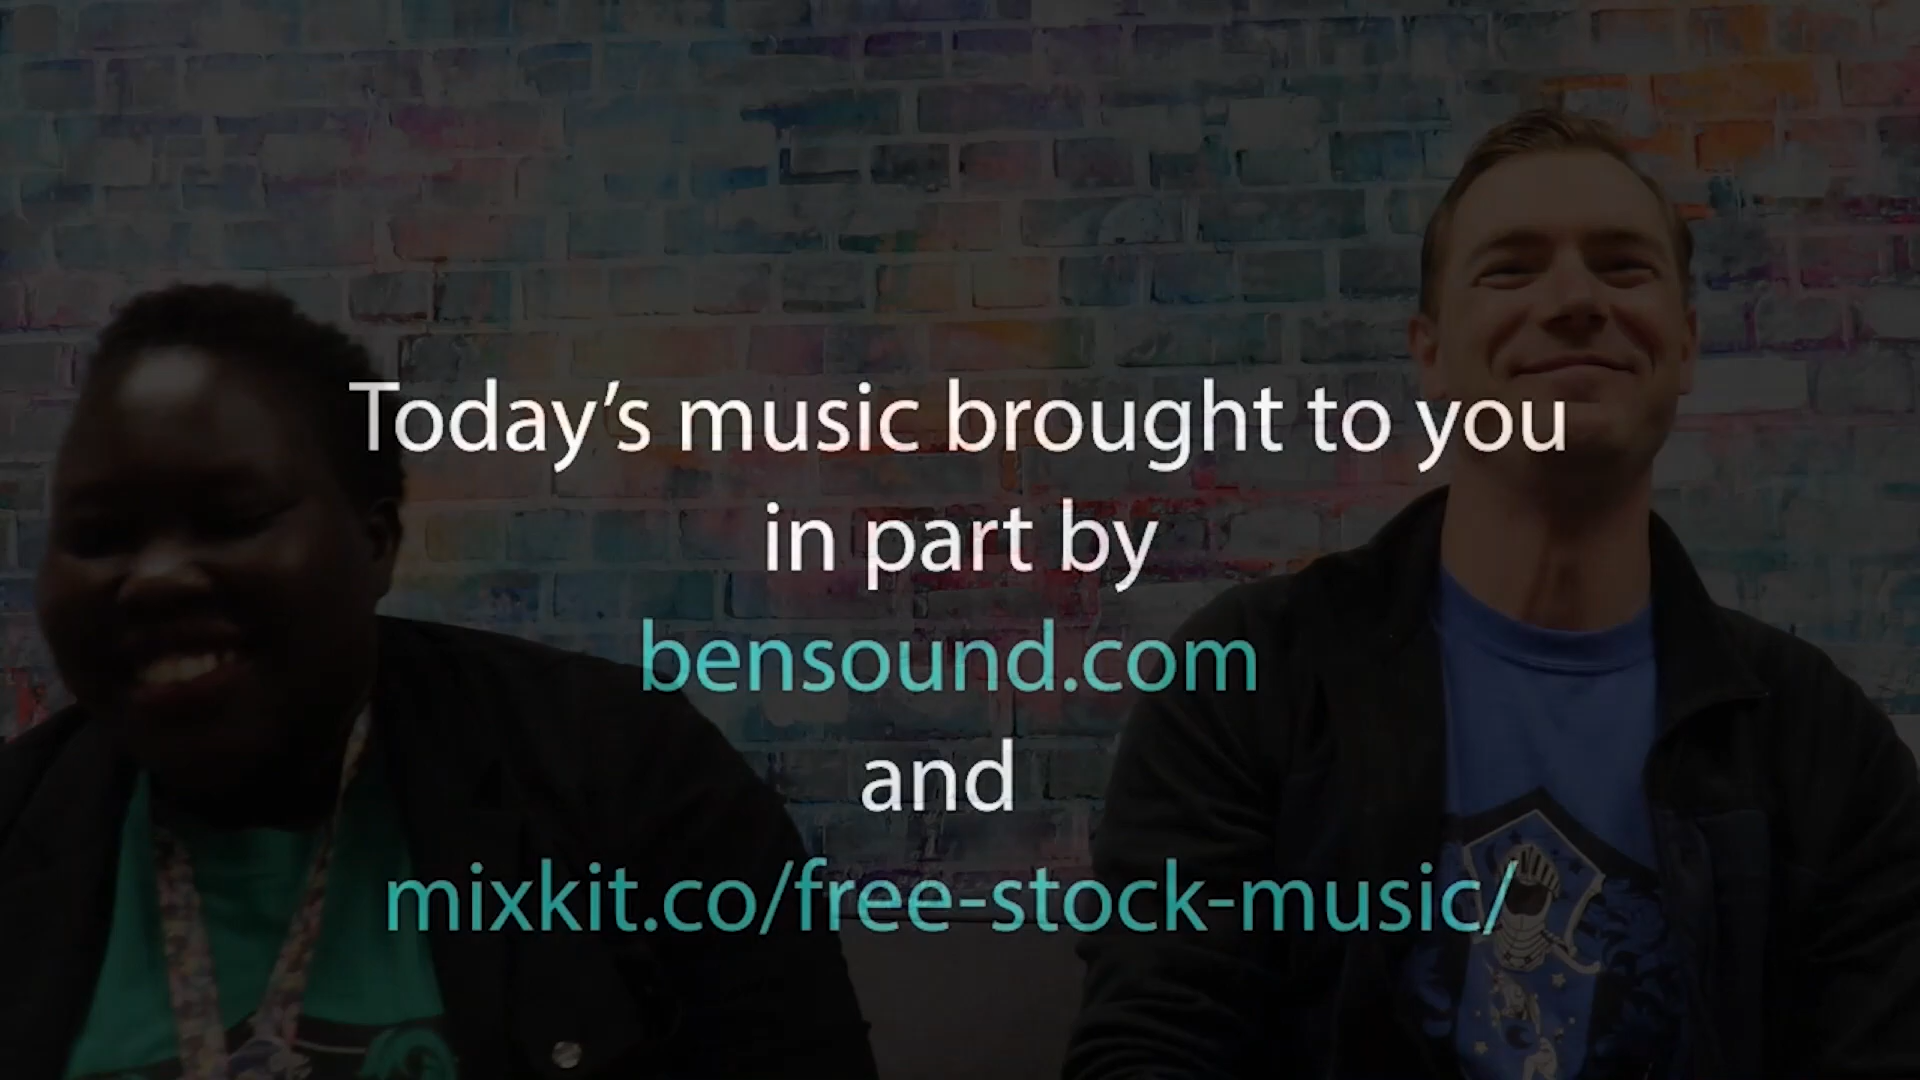 Today’s music brought to you
in part by
bensound.com
and
mixkit.co/free-stock-music/